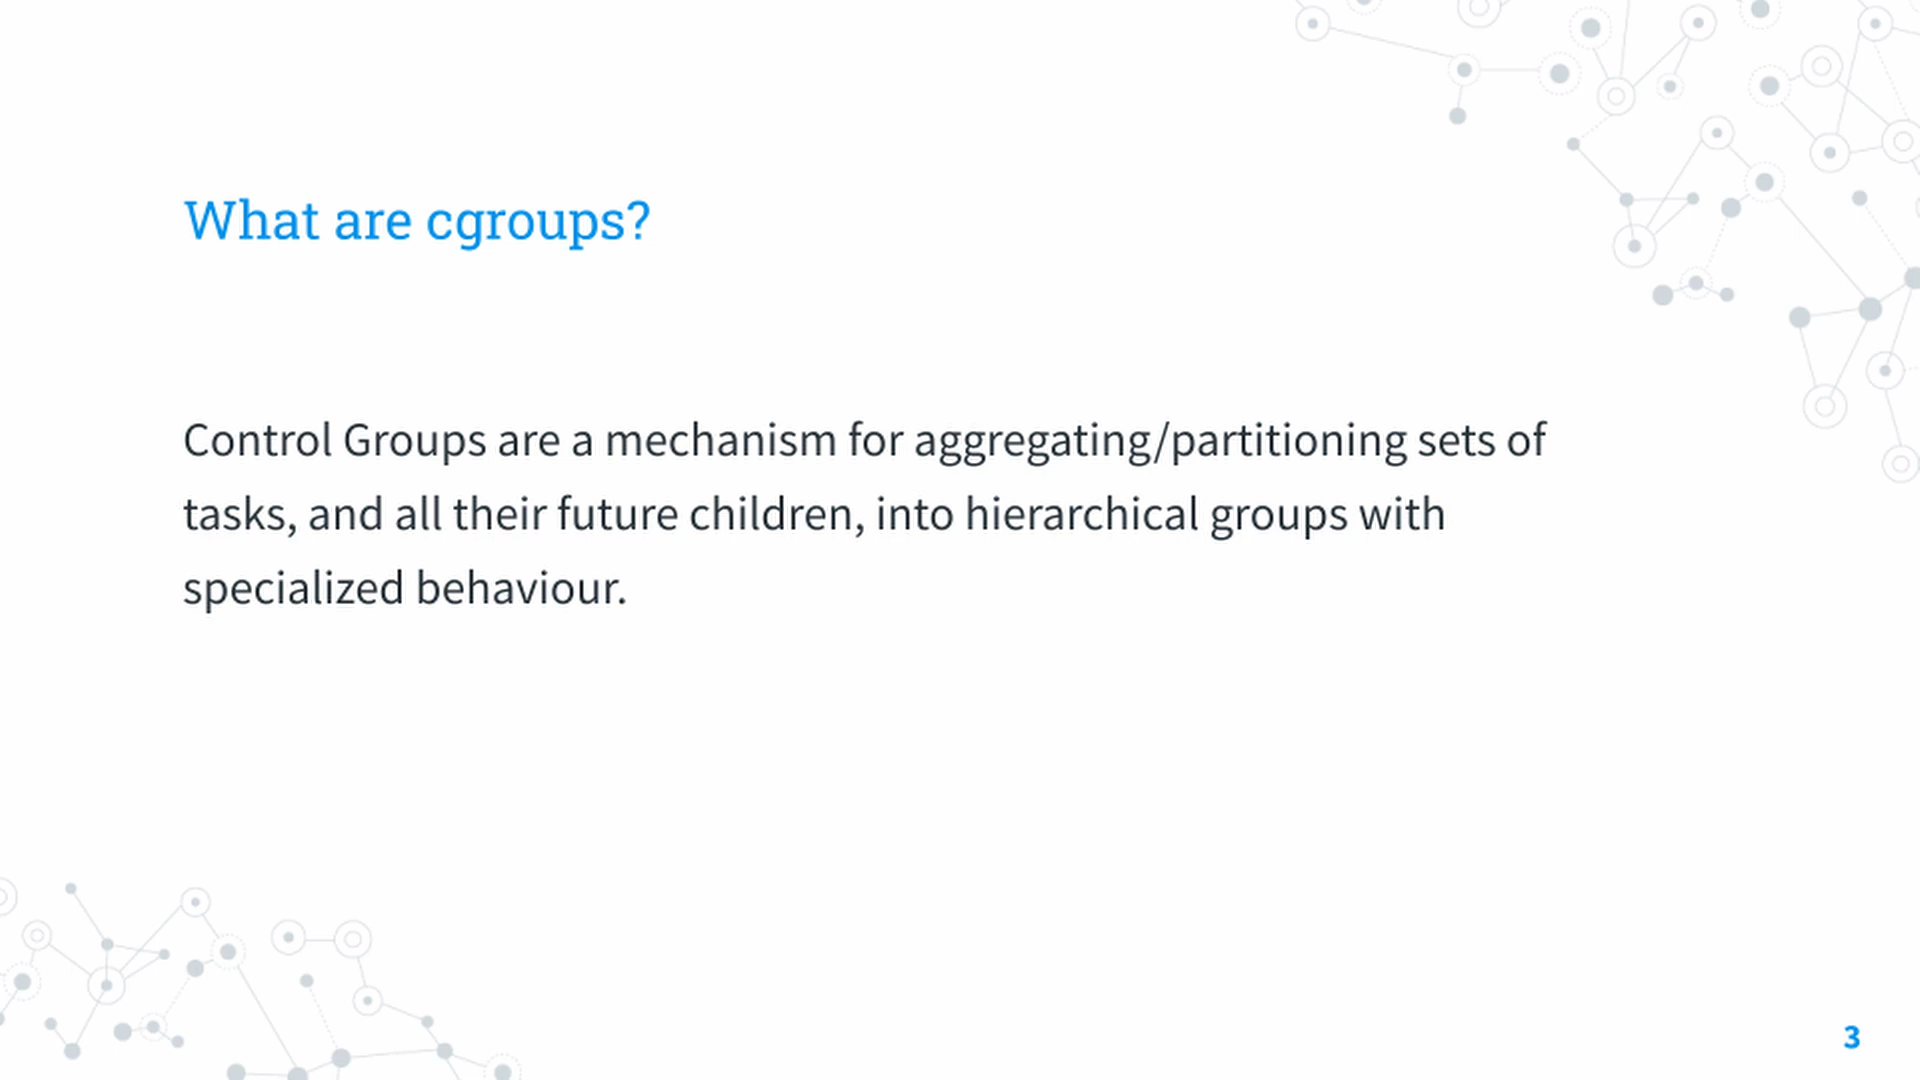 What are cgroups?
Control Groups are a mechanism for aggregating/partitioning sets of
tasks, and all their future children, into hierarchical groups with
specialized behaviour.
3